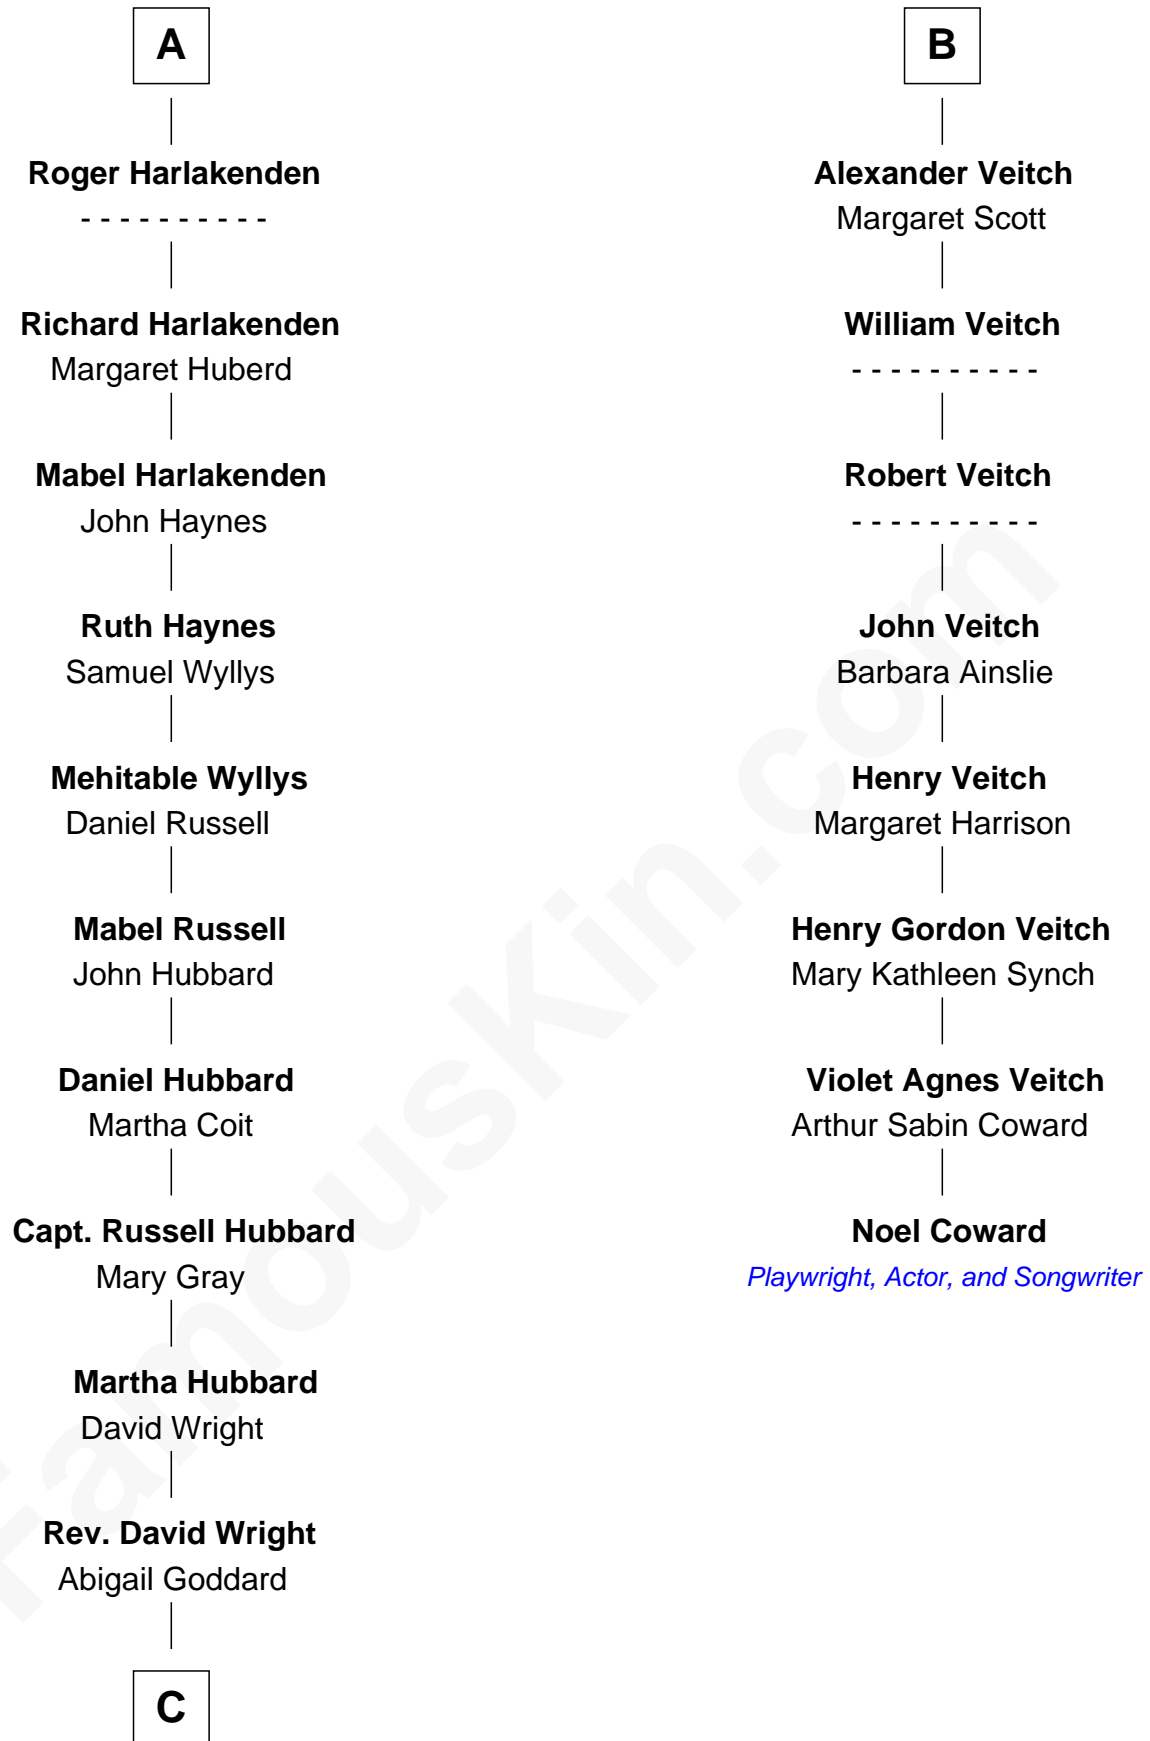 A
Roger Harlakenden
- - - - - - - - - -
Richard Harlakenden
Margaret Huberd
Mabel Harlakenden
John Haynes
Ruth Haynes
Samuel Wyllys
Mehitable Wyllys
Daniel Russell
Mabel Russell
John Hubbard
Daniel Hubbard
Martha Coit
Capt. Russell Hubbard
Mary Gray
Martha Hubbard
David Wright
Rev. David Wright
Abigail Goddard
C
B
Alexander Veitch
Margaret Scott
William Veitch
- - - - - - - - - -
Robert Veitch
- - - - - - - - - -
John Veitch
Barbara Ainslie
Henry Veitch
Margaret Harrison
Henry Gordon Veitch
Mary Kathleen Synch
Violet Agnes Veitch
Arthur Sabin Coward
Noel Coward
Playwright, Actor, and Songwriter
FamousKin.com